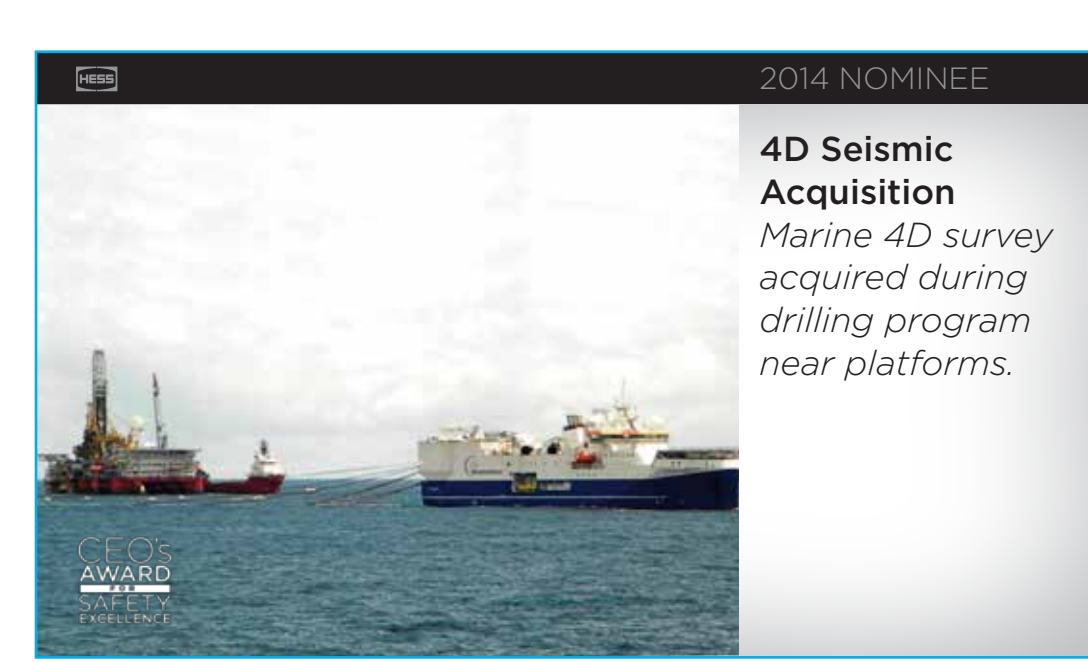 HESS
2014 NOMINEE
4D Seismic
Acquisition
Marine 4D survey
acquired during
drilling program
near platforms.
CEO's
AWARD
FOR
SAFETY
EXCELLENCE